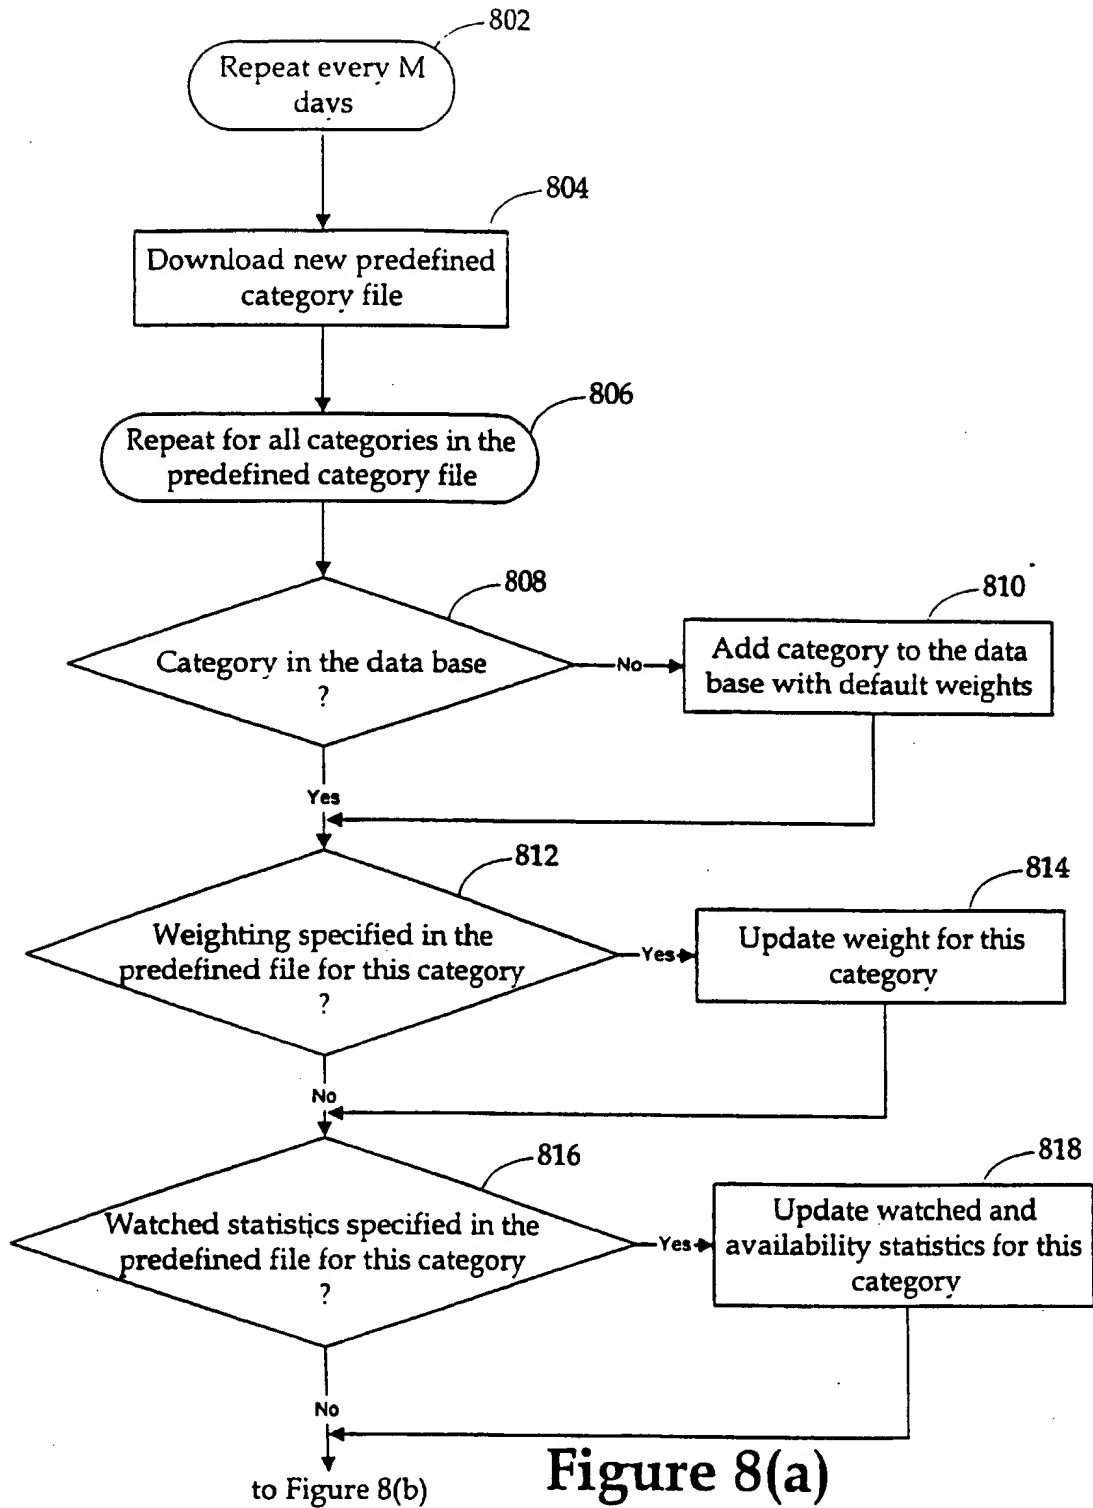 802
Repeat every M
days
804
Download new predefined
category file
806
Repeat for all categories in the
predefined category file
808
Category in the data base
?
No
810
Add category to the data
base with default weights
Yes
812
Weighting specified in the
predefined file for this category
?
Yes
814
Update weight for this
category
No
816
Watched statistics specified in the
predefined file for this category
?
Yes
818
Update watched and
availability statistics for this
category
No
to Figure 8(b)
Figure 8(a)